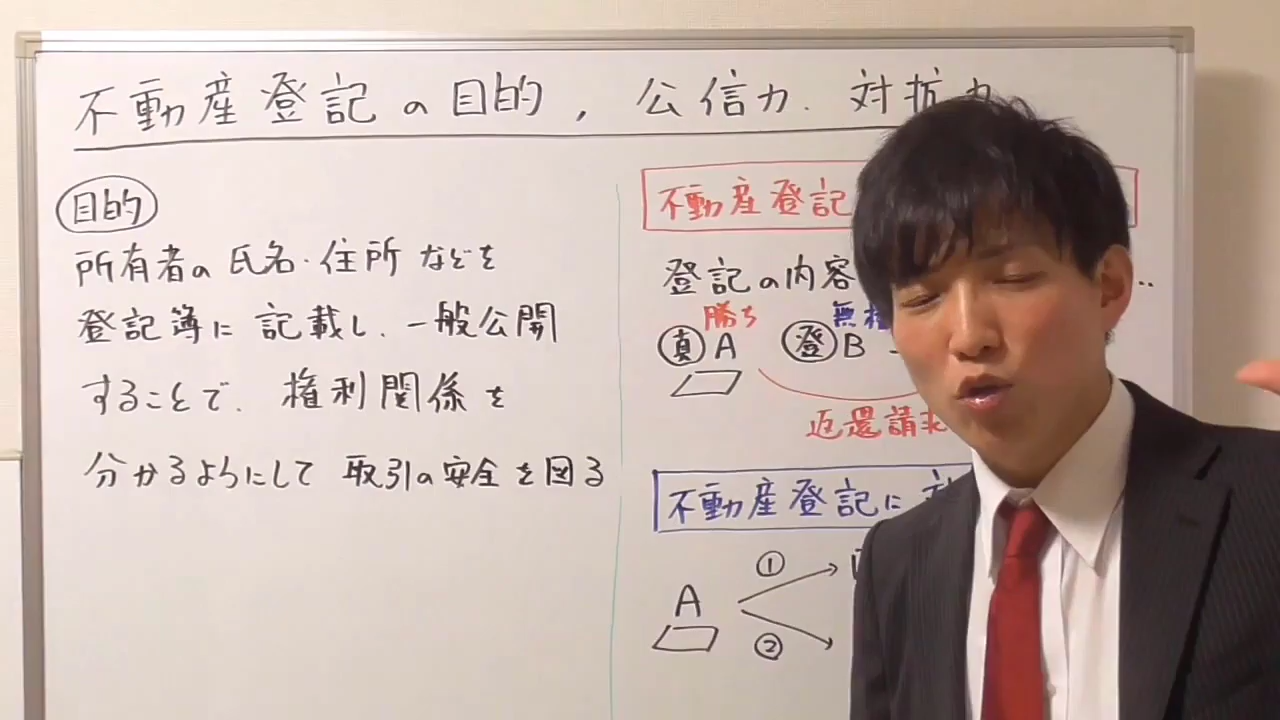 不動産登記の目的,公信力.対抗力
目的
所有者の氏名・住所などを
登記簿に記載し、一般公開
することで、権利関係を
分かるようにして取引の安全を図る
不動産登記
登記の内容
勝ち 無
真 A 登 B
返還請求
不動産登記に
A ① ②